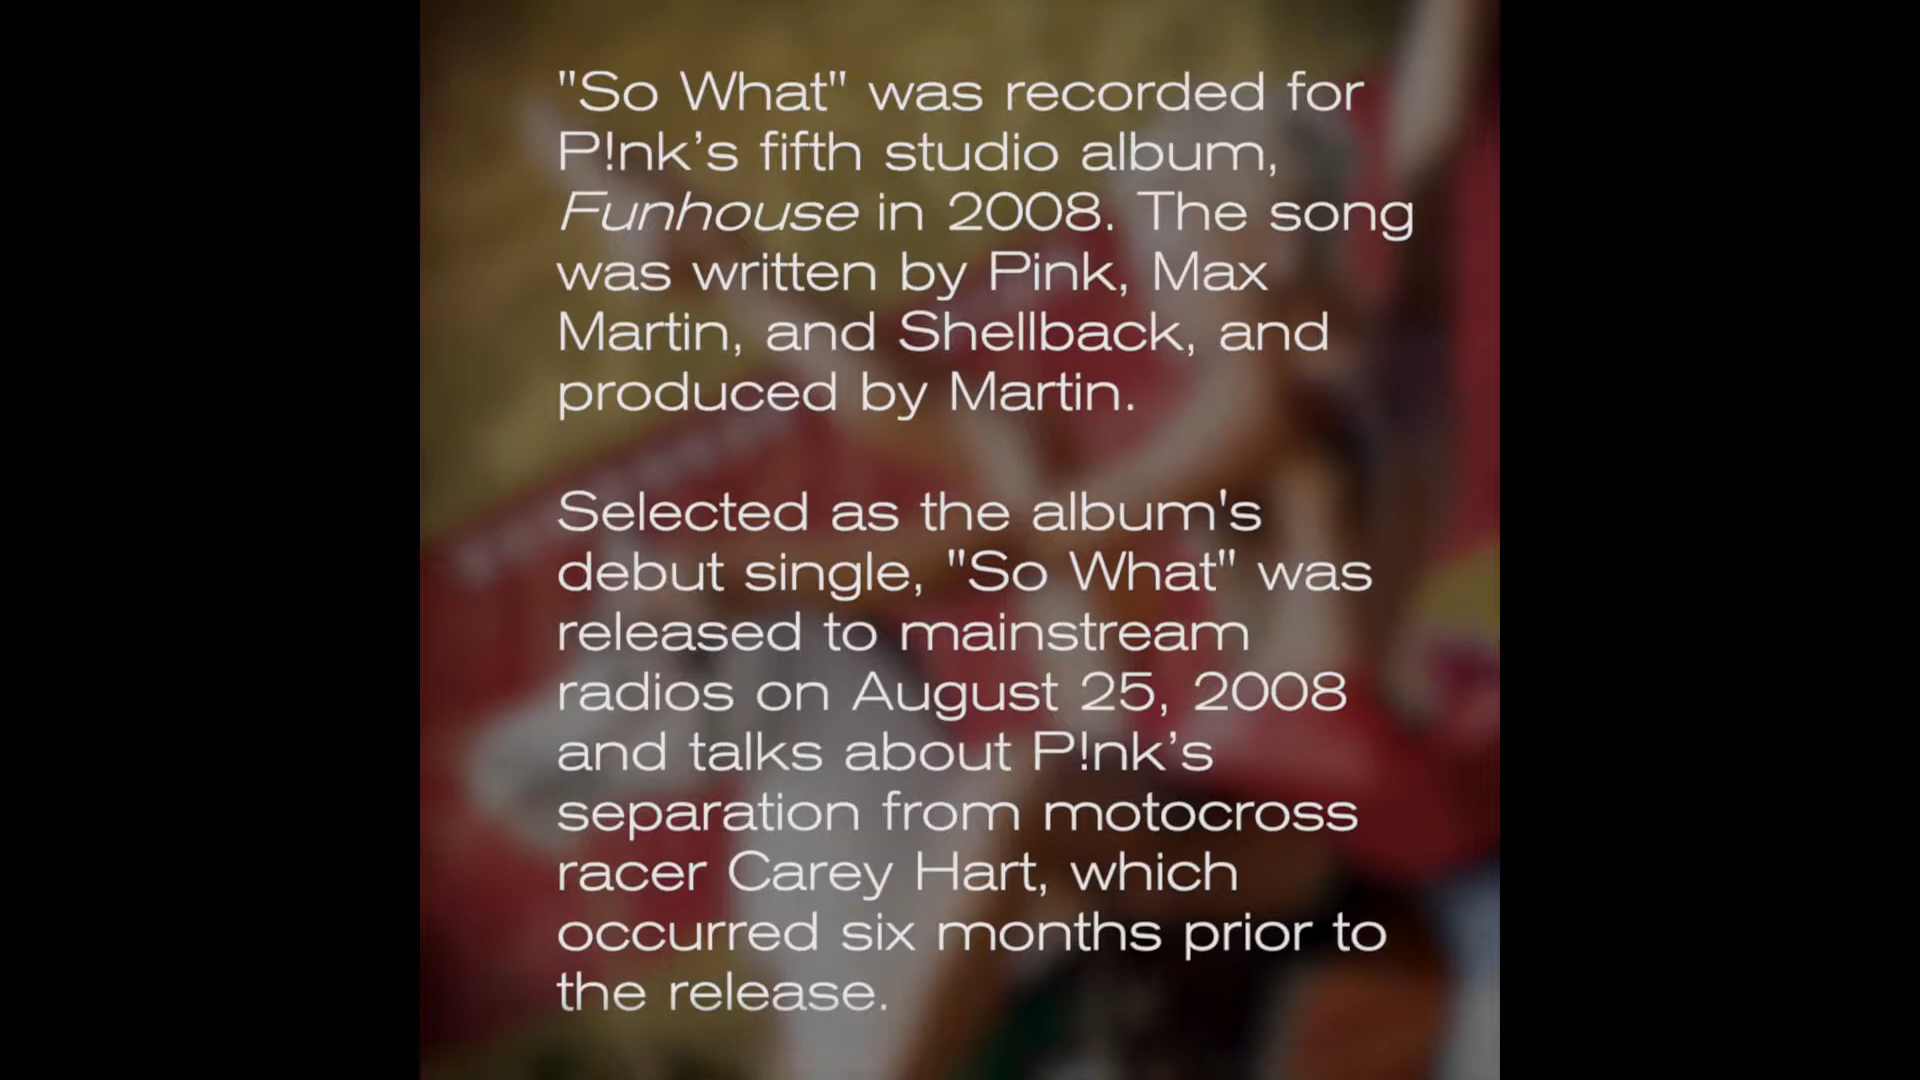 "So What" was recorded for
P!nk’s fifth studio album,
Funhouse in 2008. The song
was written by Pink, Max
Martin, and Shellback, and
produced by Martin.
Selected as the album's
debut single, "So What" was
released to mainstream
radios on August 25, 2008
and talks about P!nk’s
separation from motocross
racer Carey Hart, which
occurred six months prior to
the release.